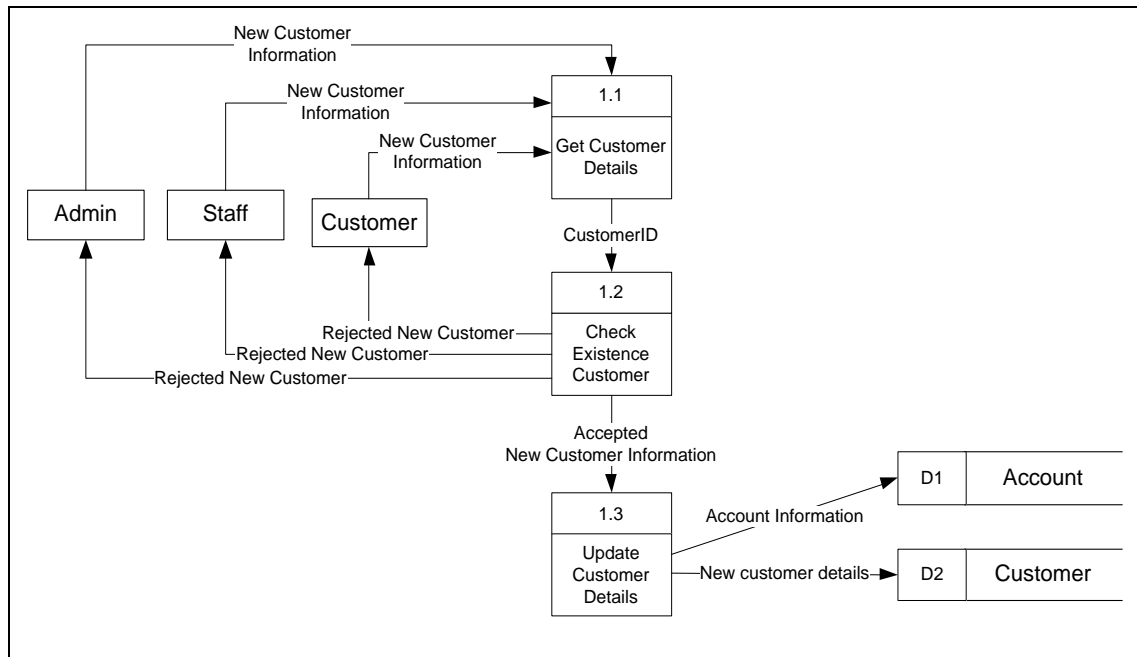 New Customer
Information
New Customer
Information
1.1
New Customer
Information
Get Customer
Details
Admin
Staff
Customer
CustomerID
1.2
Rejected New Customer
Rejected New Customer
Rejected New Customer
Check
Existence
Customer
Accepted
New Customer Information
D1
Account
1.3
Account Information
Update
Customer
Details
New customer details
D2
Customer